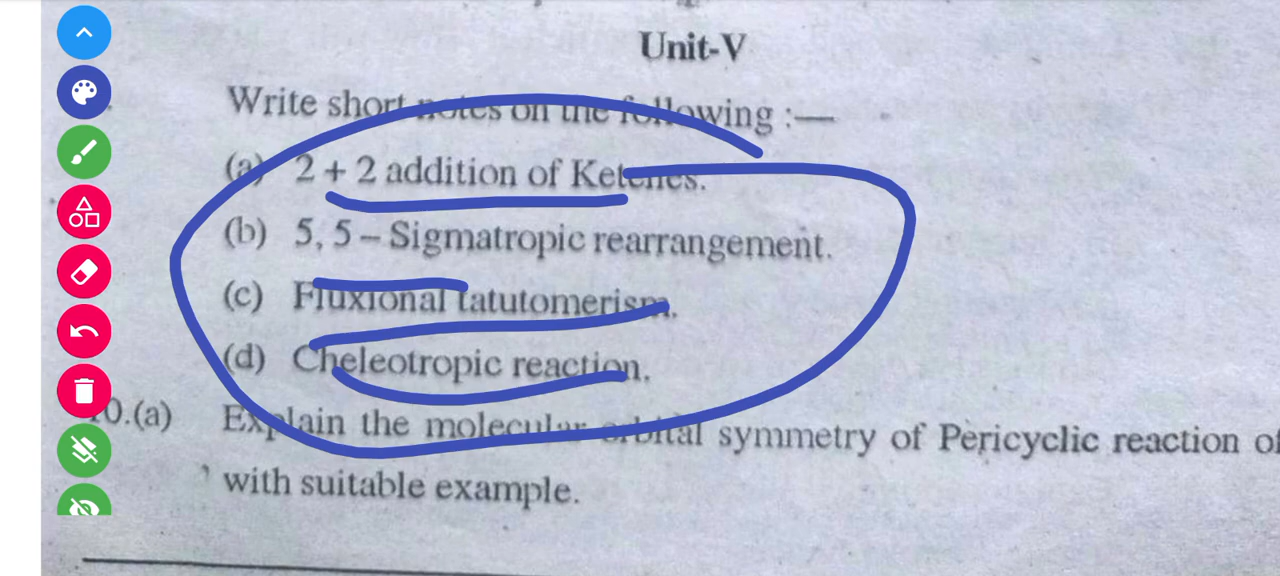 Unit-V
Write short notes on the following :—
(a) 2 + 2 addition of Ketenes.
(b) 5, 5 – Sigmatropic rearrangement.
(c) Fluxional tatutomerism.
(d) Cheleotropic reaction.
10.(a) Explain the molecular orbital symmetry of Pericyclic reaction of
with suitable example.